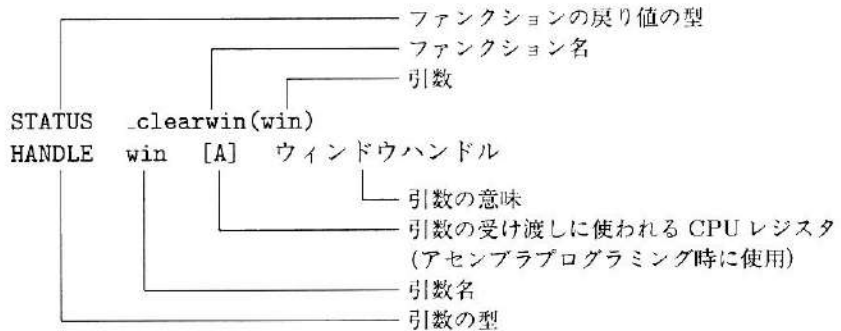 ファンクションの戻り値の型
ファンクション名
引数
STATUS _clearwin(win)
HANDLE win [A] ウィンドウハンドル
引数の意味
引数の受け渡しに使われる CPU レジスタ
(アセンブラプログラミング時に使用)
引数名
引数の型